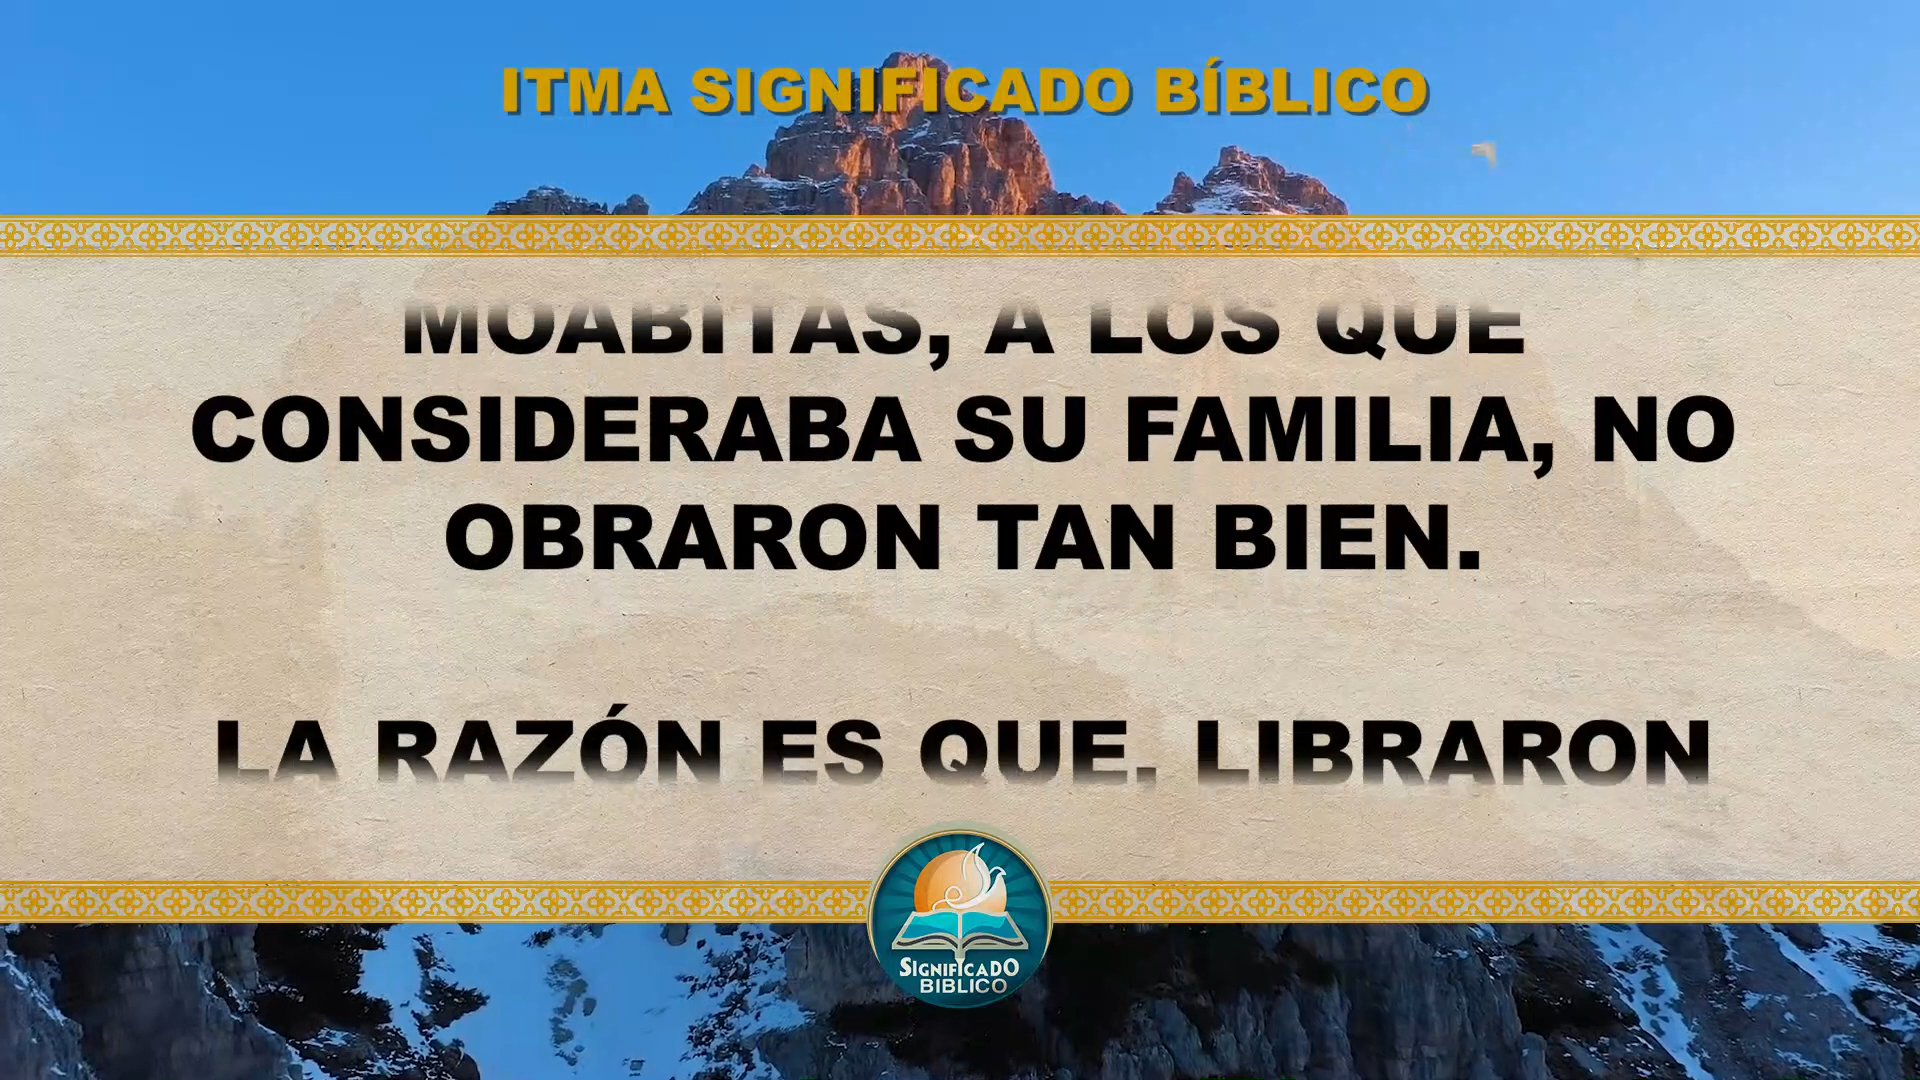 ITMA SIGNIFICADO BÍBLICO
MOABITAS, A LOS QUE
CONSIDERABA SU FAMILIA, NO
OBRARON TAN BIEN.
LA RAZÓN ES QUE, LIBRARON
SIGNIFICADO
BIBLICO